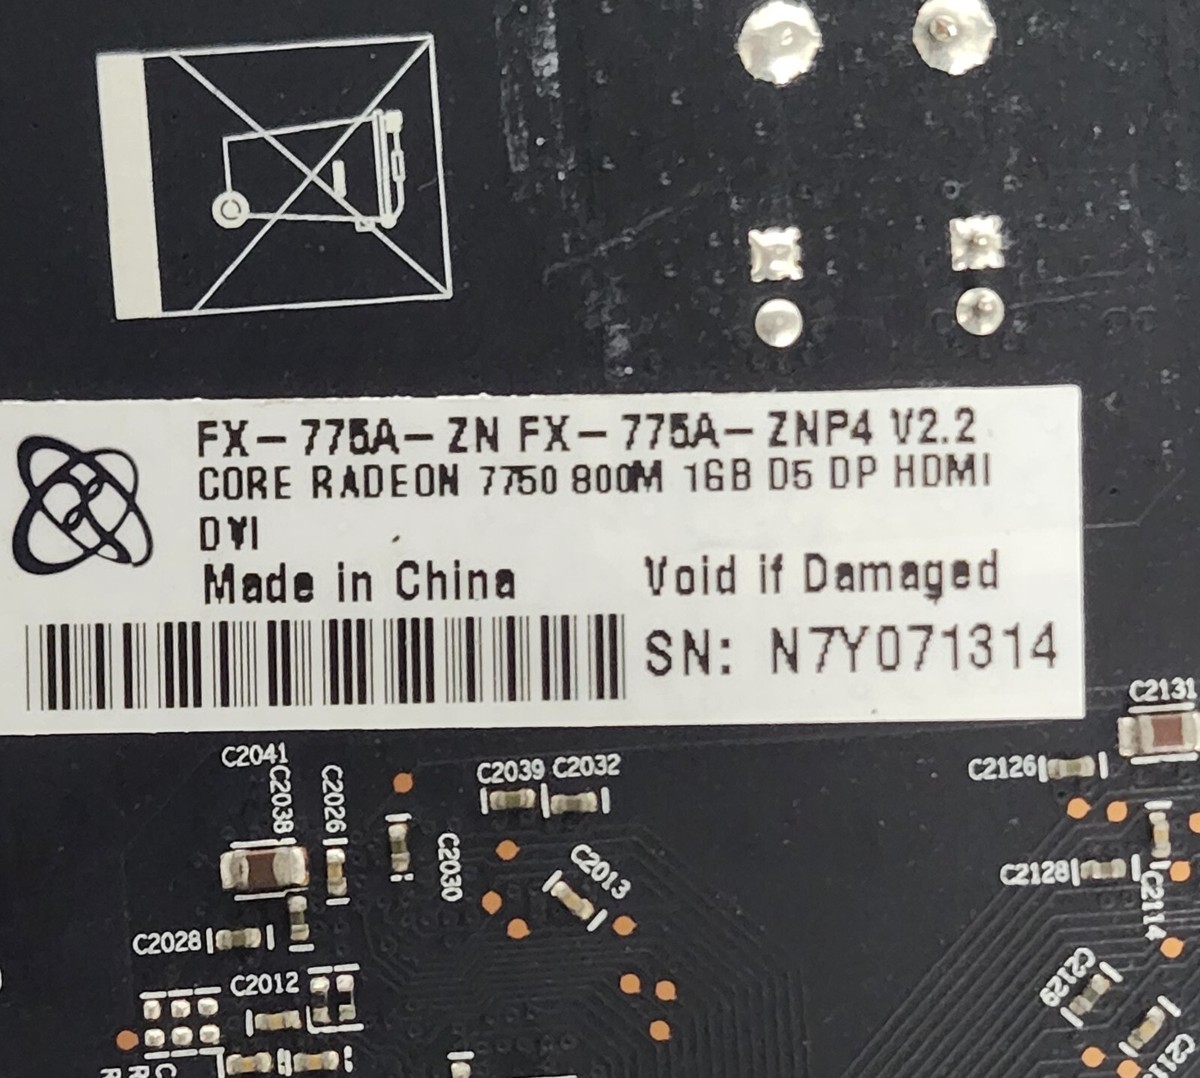 FX-775A-ZN FX-775A-ZNP4 V2.2
CORE RADEON 7750 800M 1GB D5 DP HDMI
DVI
Made in China Void if Damaged
SN: N7Y071314
C2131
C2041
C2038
C2026
C2039 C2032
C2126
C2030
C2013
C2128
C2114
C2028
C2012
C2129